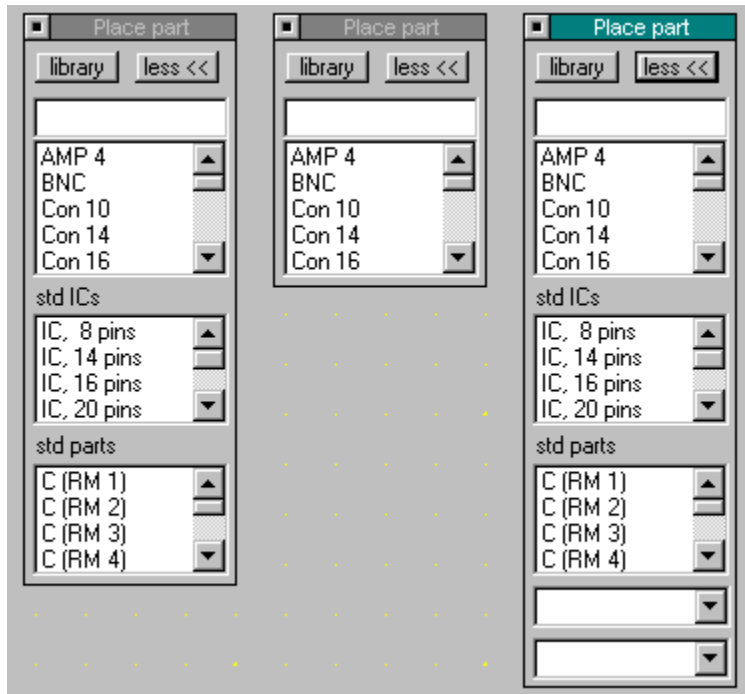 Place part
library less <<
AMP 4
BNC
Con 10
Con 14
Con 16
std ICs
IC,  8 pins
IC, 14 pins
IC, 16 pins
IC, 20 pins
std parts
C (RM 1)
C (RM 2)
C (RM 3)
C (RM 4)
Place part
library less <<
AMP 4
BNC
Con 10
Con 14
Con 16
Place part
library less <<
AMP 4
BNC
Con 10
Con 14
Con 16
std ICs
IC,  8 pins
IC, 14 pins
IC, 16 pins
IC, 20 pins
std parts
C (RM 1)
C (RM 2)
C (RM 3)
C (RM 4)